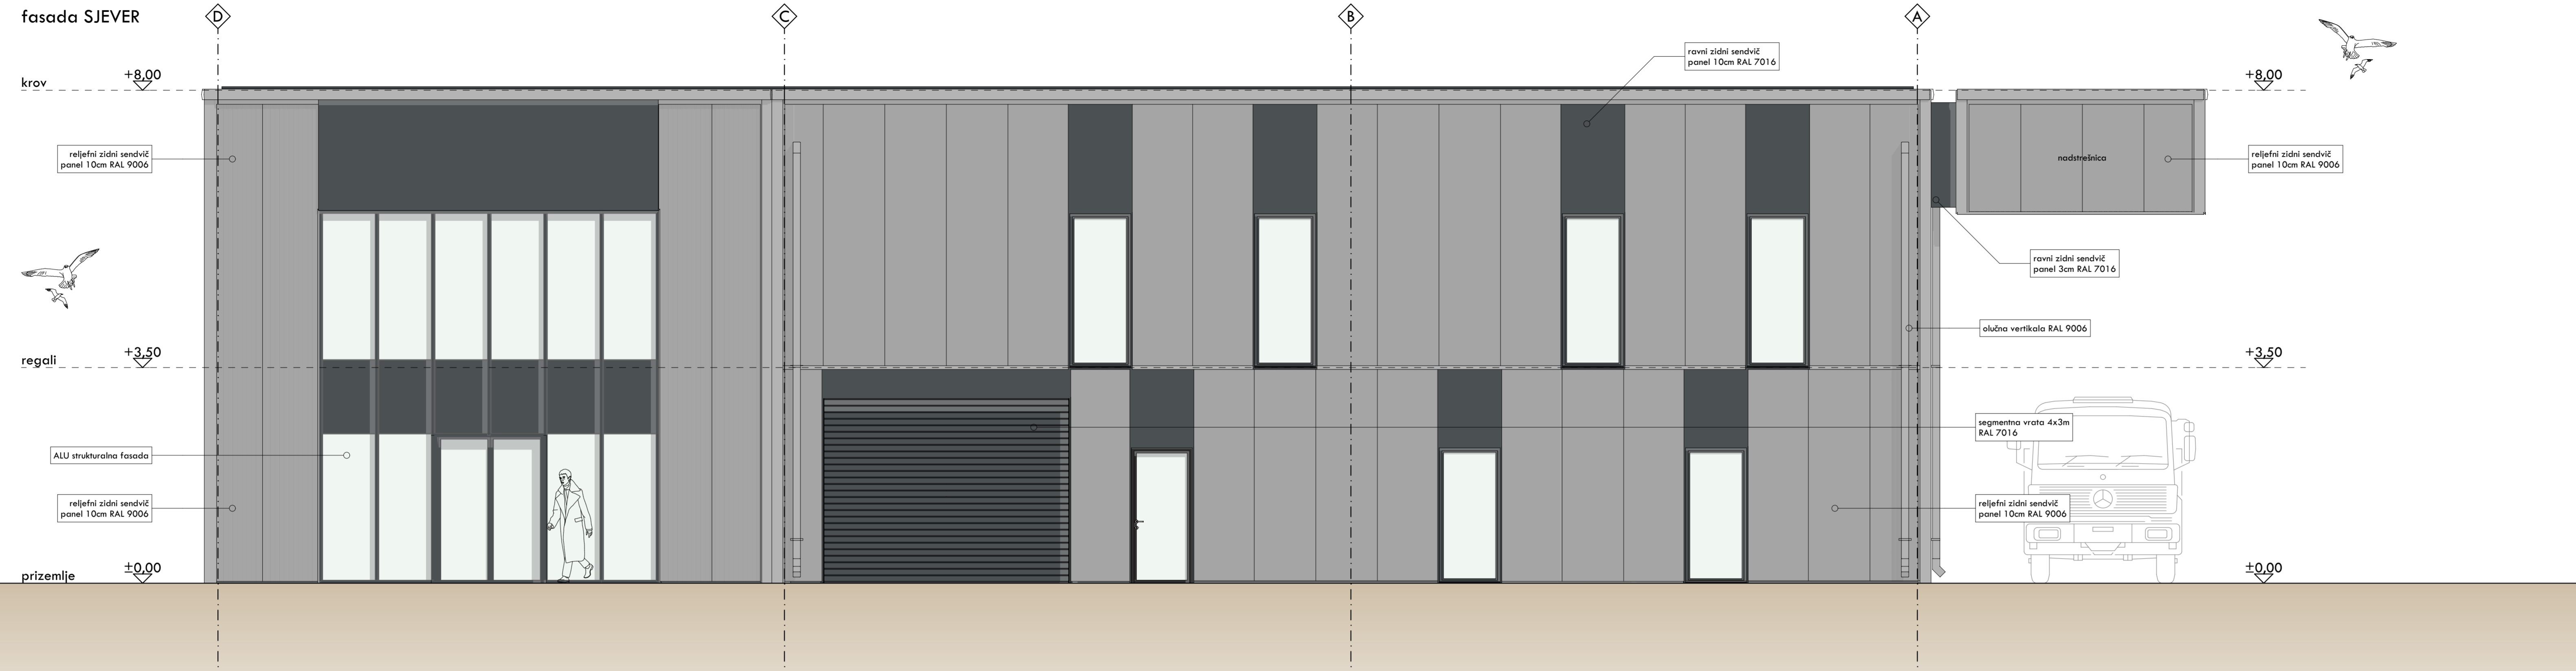 fasada SJEVER
D
C
B
A
ravni zidni sendvič
panel 10cm RAL 7016
krov
+8,00
+8,00
reljefni zidni sendvič
panel 10cm RAL 9006
nadstrešnica
reljefni zidni sendvič
panel 10cm RAL 9006
ravni zidni sendvič
panel 3cm RAL 7016
olučna vertikala RAL 9006
regali
+3,50
+3,50
segmentna vrata 4x3m
RAL 7016
ALU strukturalna fasada
reljefni zidni sendvič
panel 10cm RAL 9006
reljefni zidni sendvič
panel 10cm RAL 9006
prizemlje
±0,00
±0,00